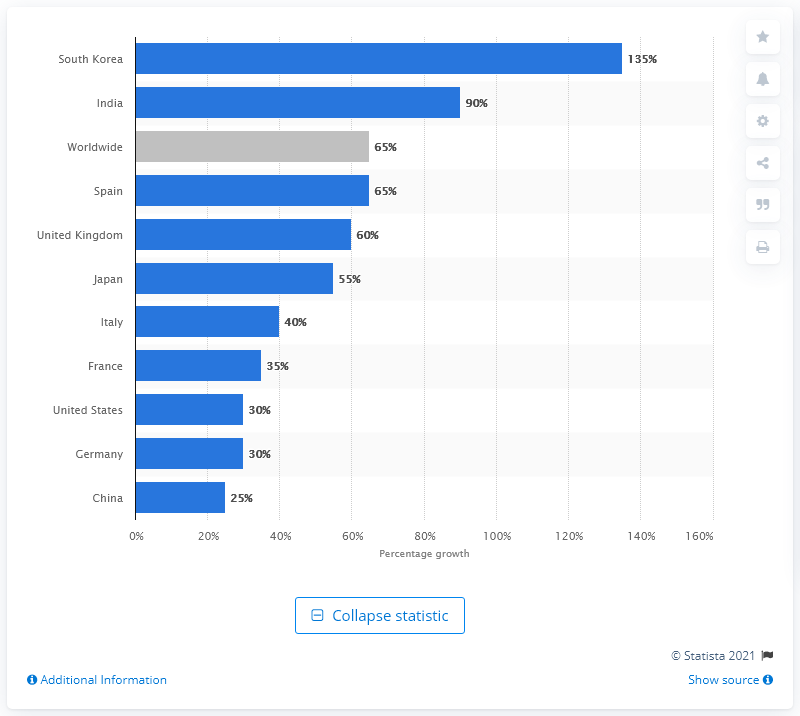 South Korea 135%
India 90%
Worldwide 65%
Spain 65%
United Kingdom 60%
Japan 55%
Italy 40%
France 35%
United States 30%
Germany 30%
China 25%
0% 20% 40% 60% 80% 100% 120% 140% 160%
Percentage growth
Collapse statistic
© Statista 2021
Additional Information Show source